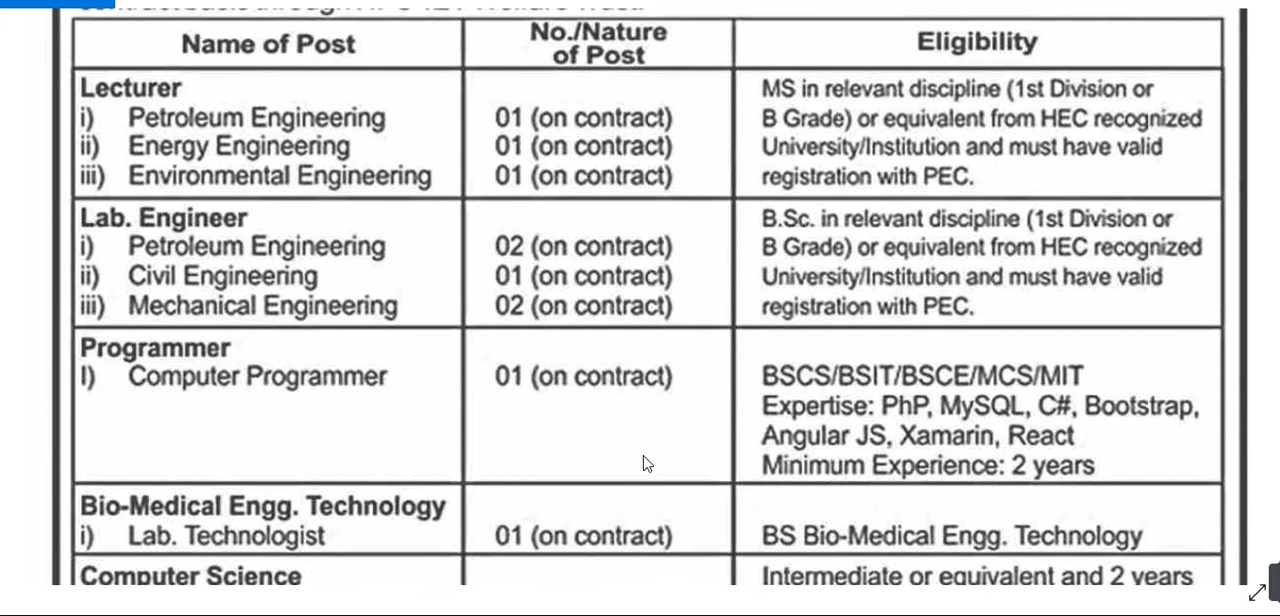 Name of Post No./Nature of Post Eligibility
Lecturer
i) Petroleum Engineering 01 (on contract)
ii) Energy Engineering 01 (on contract)
iii) Environmental Engineering 01 (on contract)
MS in relevant discipline (1st Division or
B Grade) or equivalent from HEC recognized
University/Institution and must have valid
registration with PEC.
Lab. Engineer
i) Petroleum Engineering 02 (on contract)
ii) Civil Engineering 01 (on contract)
iii) Mechanical Engineering 02 (on contract)
B.Sc. in relevant discipline (1st Division or
B Grade) or equivalent from HEC recognized
University/Institution and must have valid
registration with PEC.
Programmer
I) Computer Programmer 01 (on contract)
BSCS/BSIT/BSCE/MCS/MIT
Expertise: PhP, MySQL, C#, Bootstrap,
Angular JS, Xamarin, React
Minimum Experience: 2 years
Bio-Medical Engg. Technology
i) Lab. Technologist 01 (on contract) BS Bio-Medical Engg. Technology
Computer Science Intermediate or equivalent and 2 years